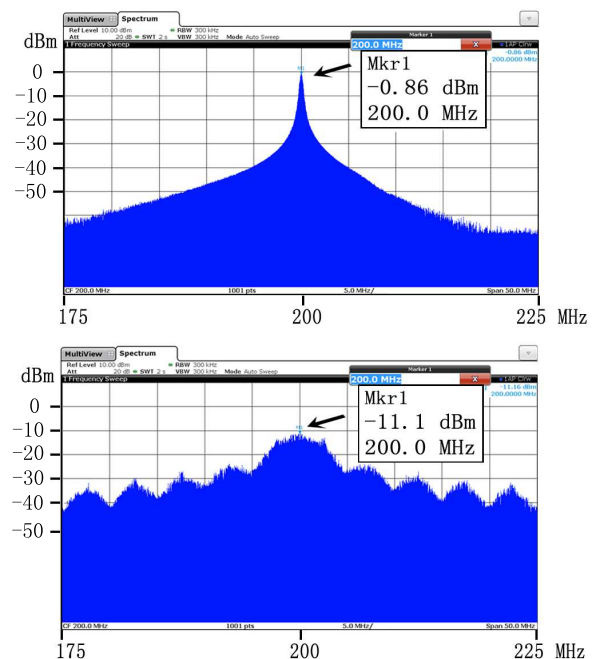 MultiView Spectrum
Ref Level 10.00 dBm RBW 300 kHz
Att 20 dB SWT 2 s VBW 300 kHz Mode Auto Sweep
Marker 1
200.0 MHz X
1 Frequency Sweep 1AP Clrw
-0.86 dBm
200.0000 MHz
dBm
M1
Mkr1
-0.86 dBm
200.0 MHz
0
-10
-20
-30
-40
-50
CF 200.0 MHz 1001 pts 5.0 MHz/ Span 50.0 MHz
175 200 225 MHz
MultiView Spectrum
Ref Level 10.00 dBm RBW 300 kHz
Att 20 dB SWT 2 s VBW 300 kHz Mode Auto Sweep
Marker 1
200.0 MHz X
1 Frequency Sweep 1AP Clrw
-11.16 dBm
200.0000 MHz
dBm
M1
Mkr1
-11.1 dBm
200.0 MHz
0
-10
-20
-30
-40
-50
CF 200.0 MHz 1001 pts 5.0 MHz/ Span 50.0 MHz
175 200 225 MHz